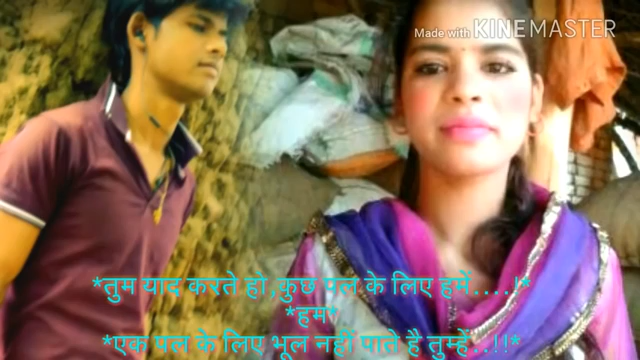 Made with KINEMASTER
*तुम याद करते हो,कुछ पल के लिए हमें....!*
*हम*
*एक पल के लिए भूल नहीं पाते है तुम्हें..!!*